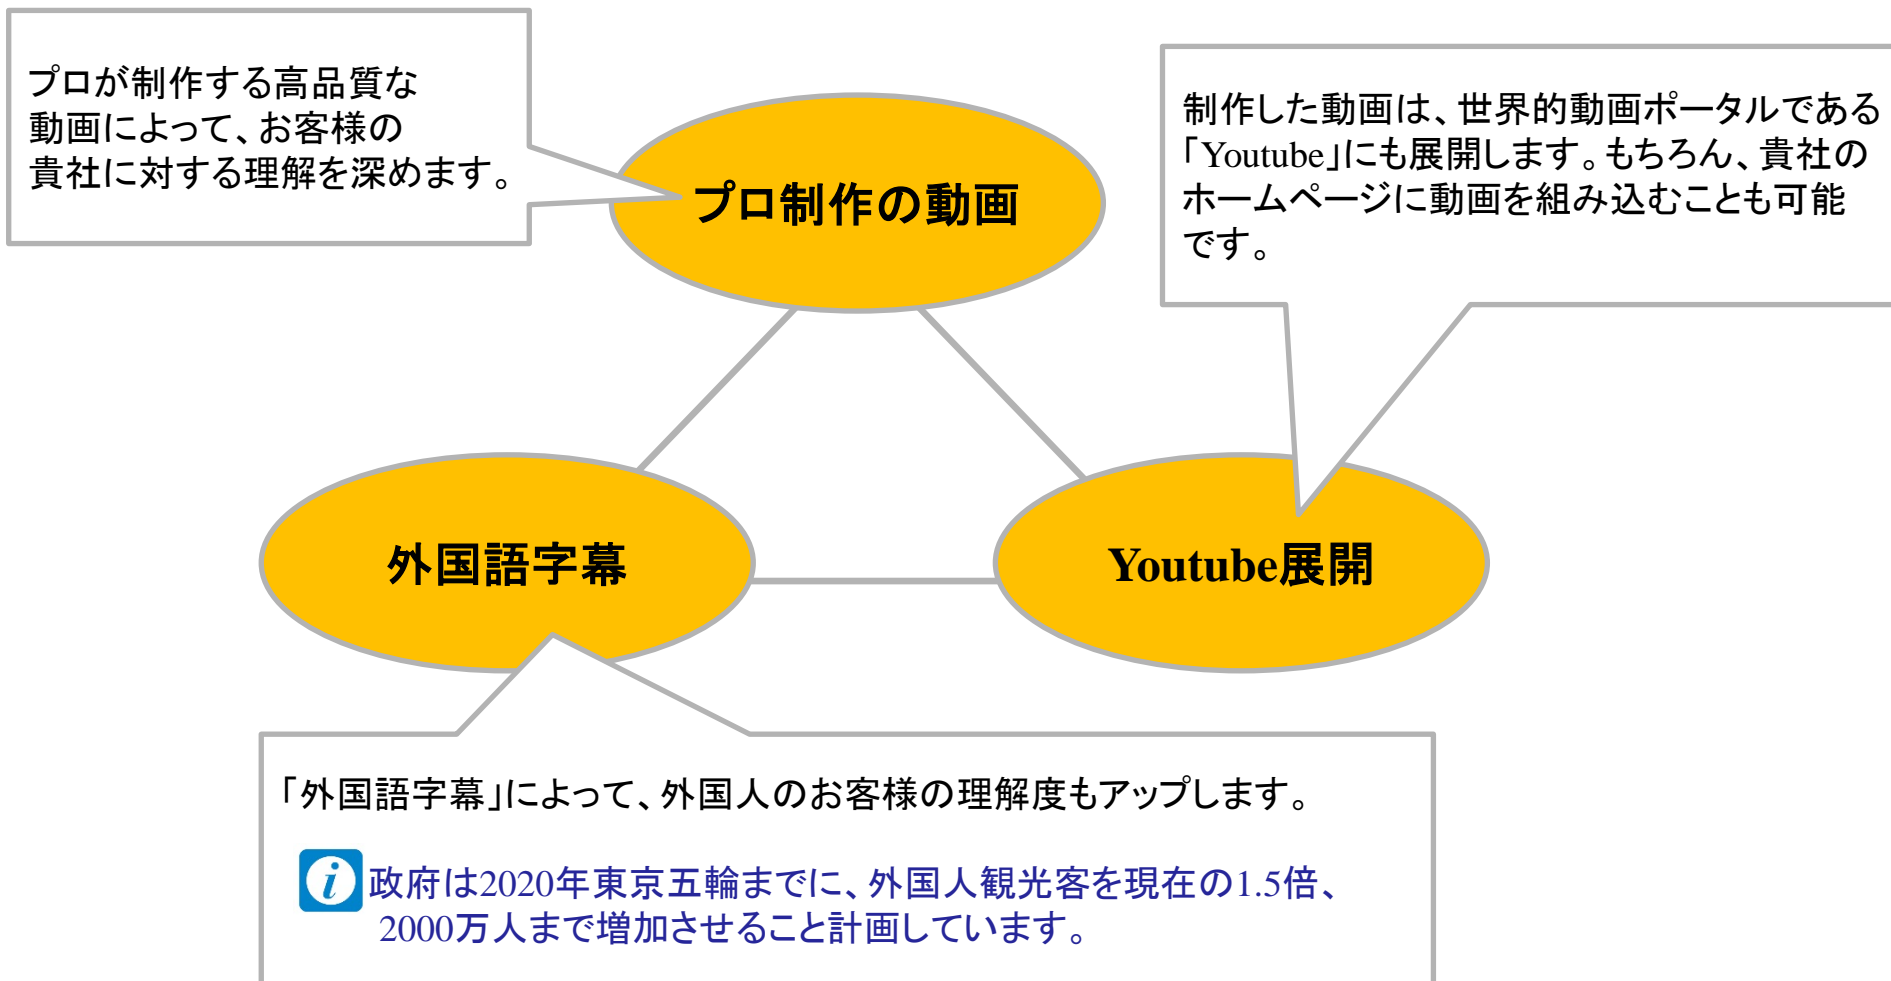 プロが制作する高品質な
動画によって、お客様の
貴社に対する理解を深めます。
制作した動画は、世界的動画ポータルである
「Youtube」にも展開します。もちろん、貴社の
ホームページに動画を組み込むことも可能
です。
プロ制作の動画
外国語字幕
Youtube展開
「外国語字幕」によって、外国人のお客様の理解度もアップします。
i 政府は2020年東京五輪までに、外国人観光客を現在の1.5倍、
2000万人まで増加させること計画しています。